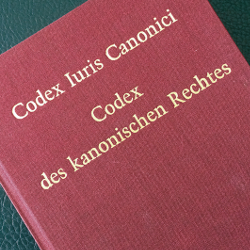 Codex Iuris Canonici
Codex
des kanonischen Rechtes